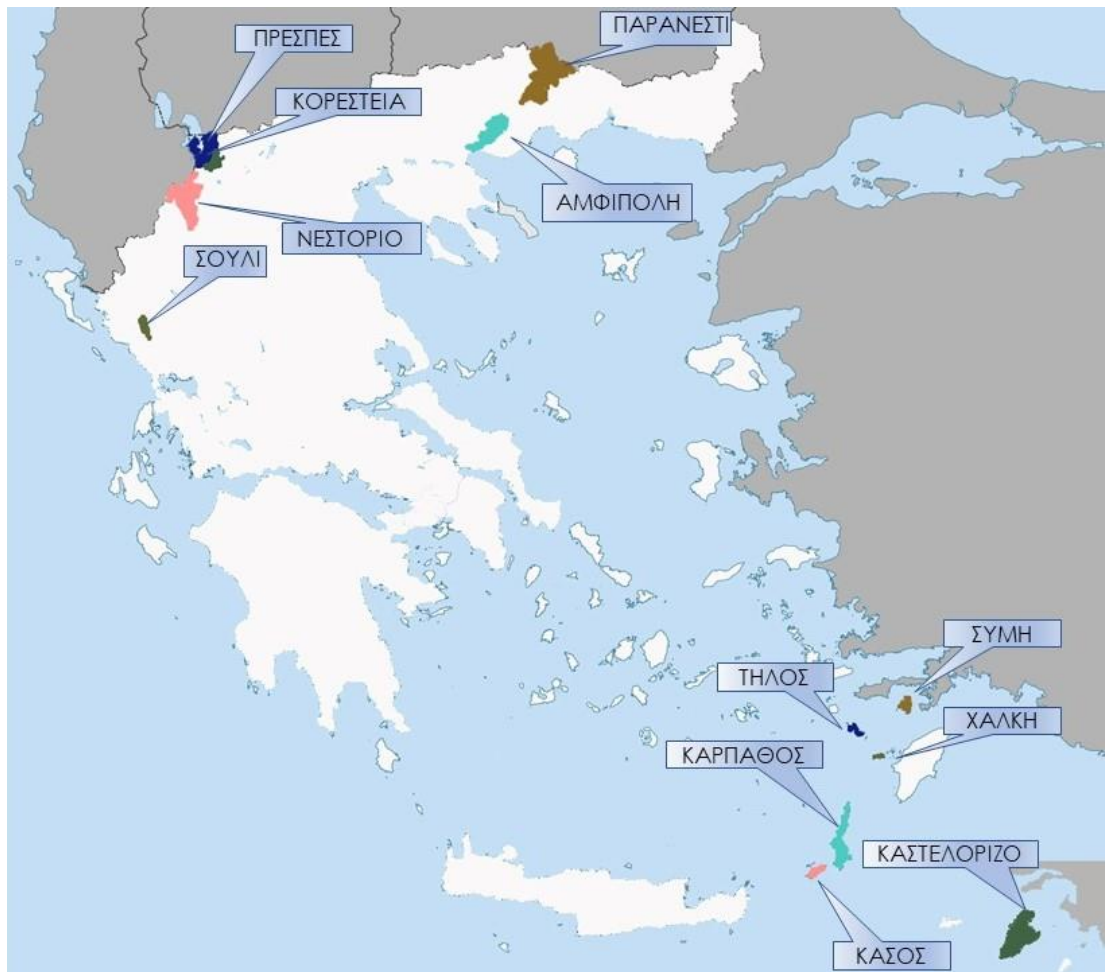 ΠΑΡΑΝΕΣΤΙ
ΠΡΕΣΠΕΣ
ΚΟΡΕΣΤΕΙΑ
ΑΜΦΙΠΟΛΗ
ΝΕΣΤΟΡΙΟ
ΣΟΥΛΙ
ΣΥΜΗ
ΤΗΛΟΣ
ΧΑΛΚΗ
ΚΑΡΠΑΘΟΣ
ΚΑΣΤΕΛΟΡΙΖΟ
ΚΑΣΟΣ